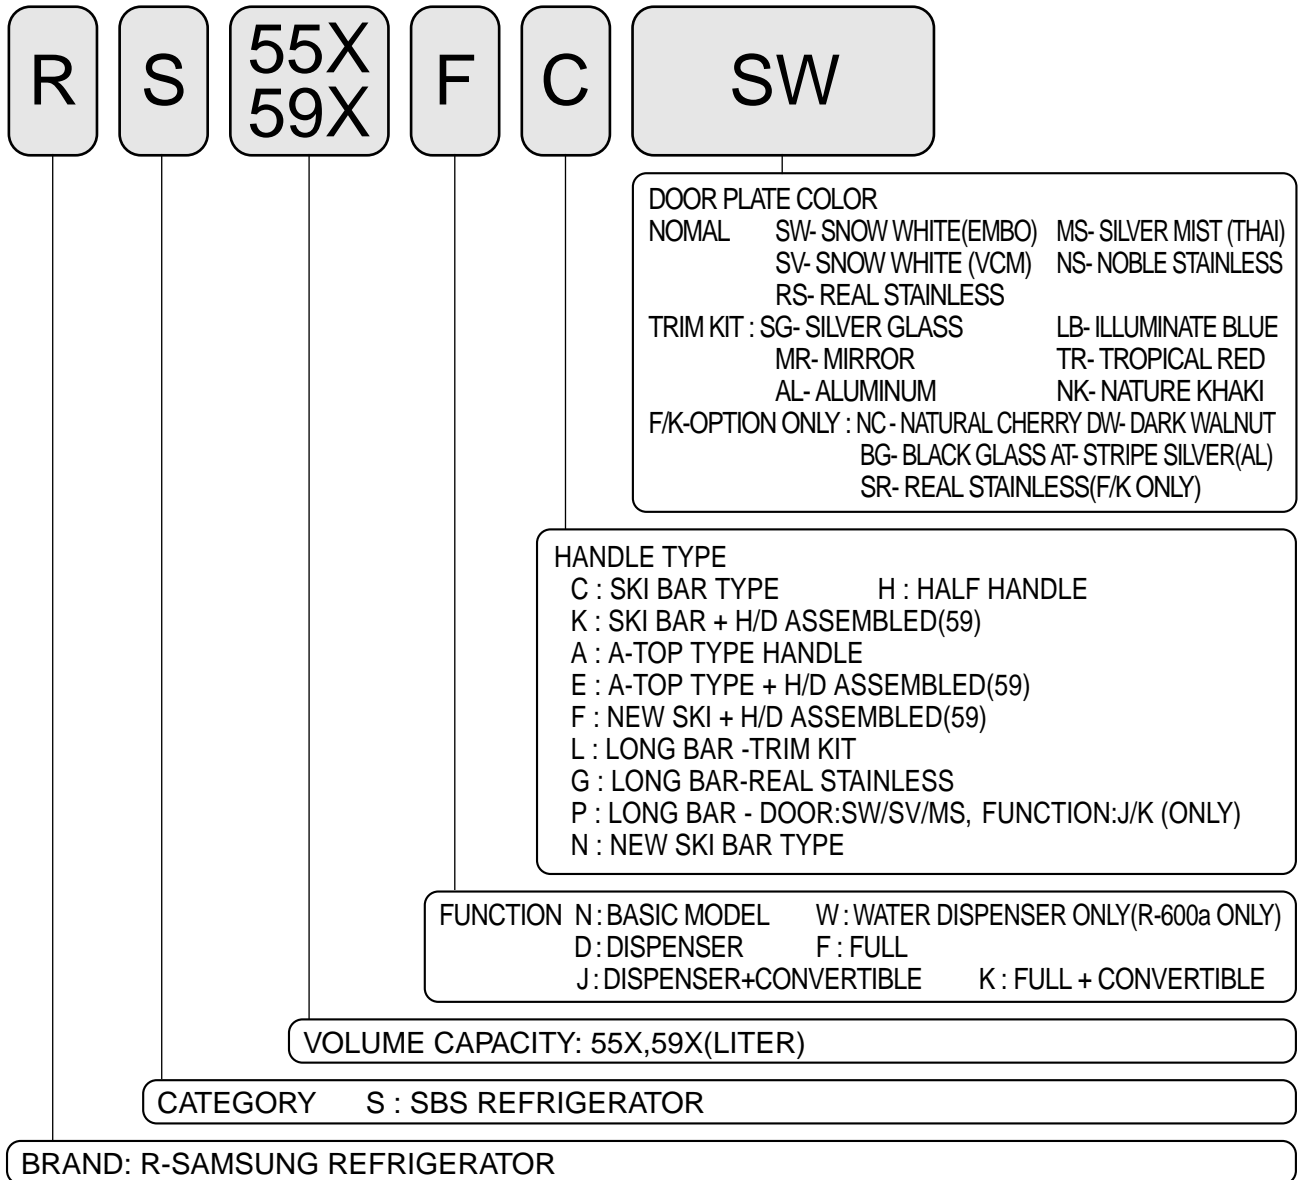 R S 55X F C SW
59X
DOOR PLATE COLOR
NOMAL SW- SNOW WHITE(EMBO) MS- SILVER MIST (THAI)
SV- SNOW WHITE (VCM) NS- NOBLE STAINLESS
RS- REAL STAINLESS
TRIM KIT : SG- SILVER GLASS LB- ILLUMINATE BLUE
MR- MIRROR TR- TROPICAL RED
AL- ALUMINUM NK- NATURE KHAKI
F/K-OPTION ONLY : NC - NATURAL CHERRY DW- DARK WALNUT
BG- BLACK GLASS AT- STRIPE SILVER(AL)
SR- REAL STAINLESS(F/K ONLY)
HANDLE TYPE
C : SKI BAR TYPE H : HALF HANDLE
K : SKI BAR + H/D ASSEMBLED(59)
A : A-TOP TYPE HANDLE
E : A-TOP TYPE + H/D ASSEMBLED(59)
F : NEW SKI + H/D ASSEMBLED(59)
L : LONG BAR -TRIM KIT
G : LONG BAR-REAL STAINLESS
P : LONG BAR - DOOR:SW/SV/MS, FUNCTION:J/K (ONLY)
N : NEW SKI BAR TYPE
FUNCTION N : BASIC MODEL W : WATER DISPENSER ONLY(R-600a ONLY)
D : DISPENSER F : FULL
J : DISPENSER+CONVERTIBLE K : FULL + CONVERTIBLE
VOLUME CAPACITY: 55X,59X(LITER)
CATEGORY S : SBS REFRIGERATOR
BRAND: R-SAMSUNG REFRIGERATOR